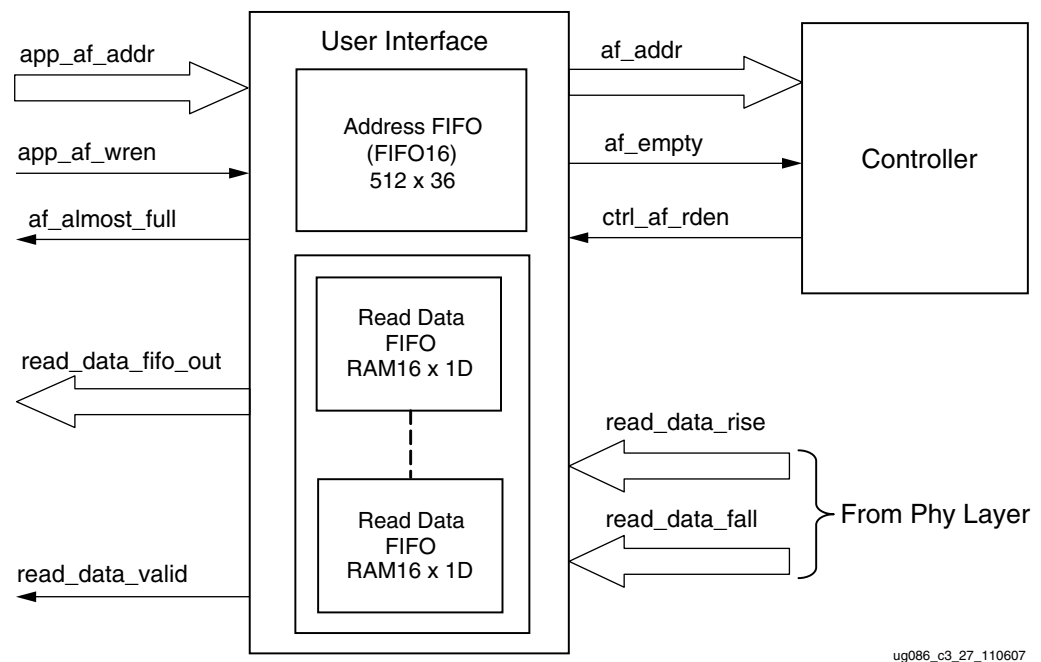 User Interface
app_af_addr
app_af_wren
af_almost_full
Address FIFO
(FIFO16)
512 x 36
af_addr
af_empty
ctrl_af_rden
Controller
read_data_fifo_out
read_data_valid
Read Data
FIFO
RAM16 x 1D
Read Data
FIFO
RAM16 x 1D
read_data_rise
read_data_fall
From Phy Layer
ug086_c3_27_110607